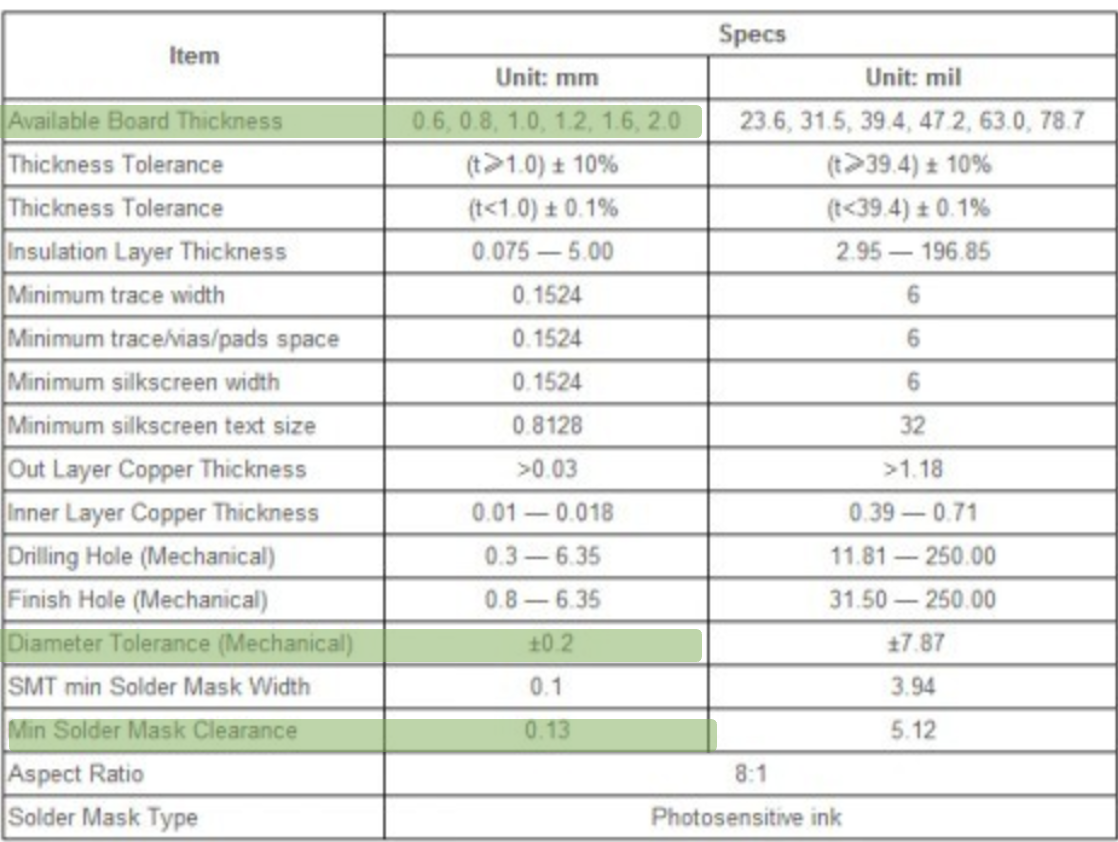 Item Specs
Unit: mm Unit: mil
Available Board Thickness 0.6, 0.8, 1.0, 1.2, 1.6, 2.0 23.6, 31.5, 39.4, 47.2, 63.0, 78.7
Thickness Tolerance (t⩾1.0) ± 10% (t⩾39.4) ± 10%
Thickness Tolerance (t<1.0) ± 0.1% (t<39.4) ± 0.1%
Insulation Layer Thickness 0.075 — 5.00 2.95 — 196.85
Minimum trace width 0.1524 6
Minimum trace/vias/pads space 0.1524 6
Minimum silkscreen width 0.1524 6
Minimum silkscreen text size 0.8128 32
Out Layer Copper Thickness >0.03 >1.18
Inner Layer Copper Thickness 0.01 — 0.018 0.39 — 0.71
Drilling Hole (Mechanical) 0.3 — 6.35 11.81 — 250.00
Finish Hole (Mechanical) 0.8 — 6.35 31.50 — 250.00
Diameter Tolerance (Mechanical) ±0.2 ±7.87
SMT min Solder Mask Width 0.1 3.94
Min Solder Mask Clearance 0.13 5.12
Aspect Ratio 8:1
Solder Mask Type Photosensitive ink